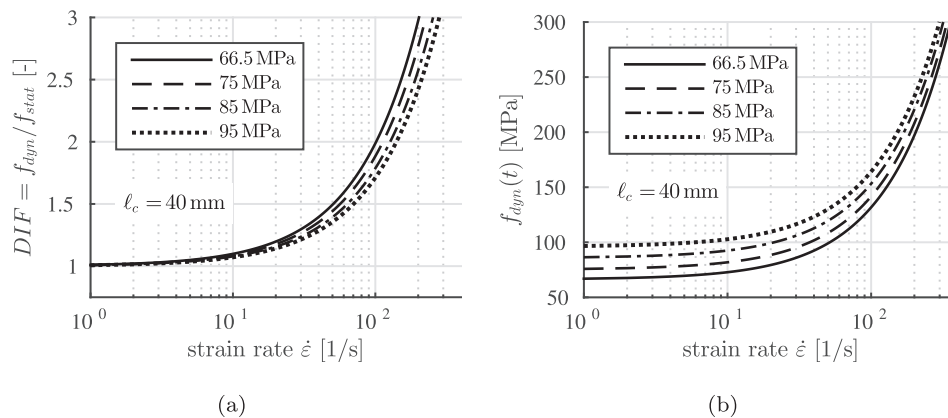 3
2.5
2
1.5
1
DIF = f_dyn/f_stat [-]
66.5 MPa
75 MPa
85 MPa
95 MPa
ℓ_c = 40 mm
10^0 10^1 10^2
strain rate ε̇ [1/s]
(a)
300
250
200
150
100
50
f_dyn(t) [MPa]
66.5 MPa
75 MPa
85 MPa
95 MPa
ℓ_c = 40 mm
10^0 10^1 10^2
strain rate ε̇ [1/s]
(b)